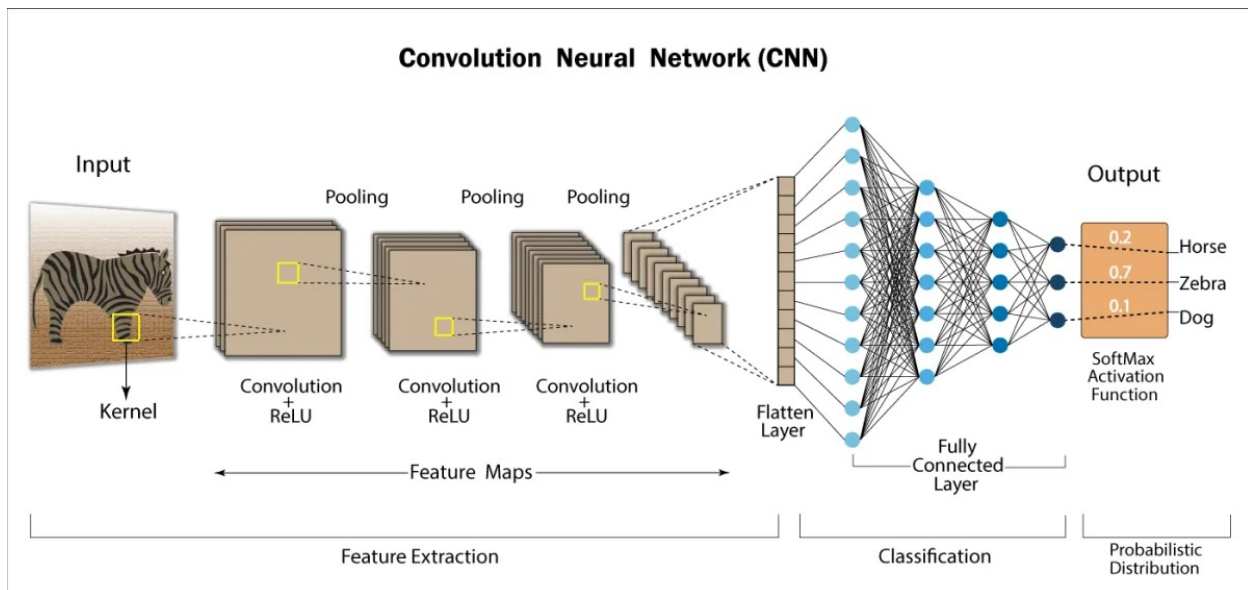 Convolution Neural Network (CNN)
Input
Kernel
Pooling
Pooling
Pooling
Convolution
+
ReLU
Convolution
+
ReLU
Convolution
+
ReLU
Feature Maps
Flatten
Layer
Fully
Connected
Layer
Output
0.2
Horse
0.7
Zebra
0.1
Dog
SoftMax
Activation
Function
Feature Extraction
Classification
Probabilistic
Distribution